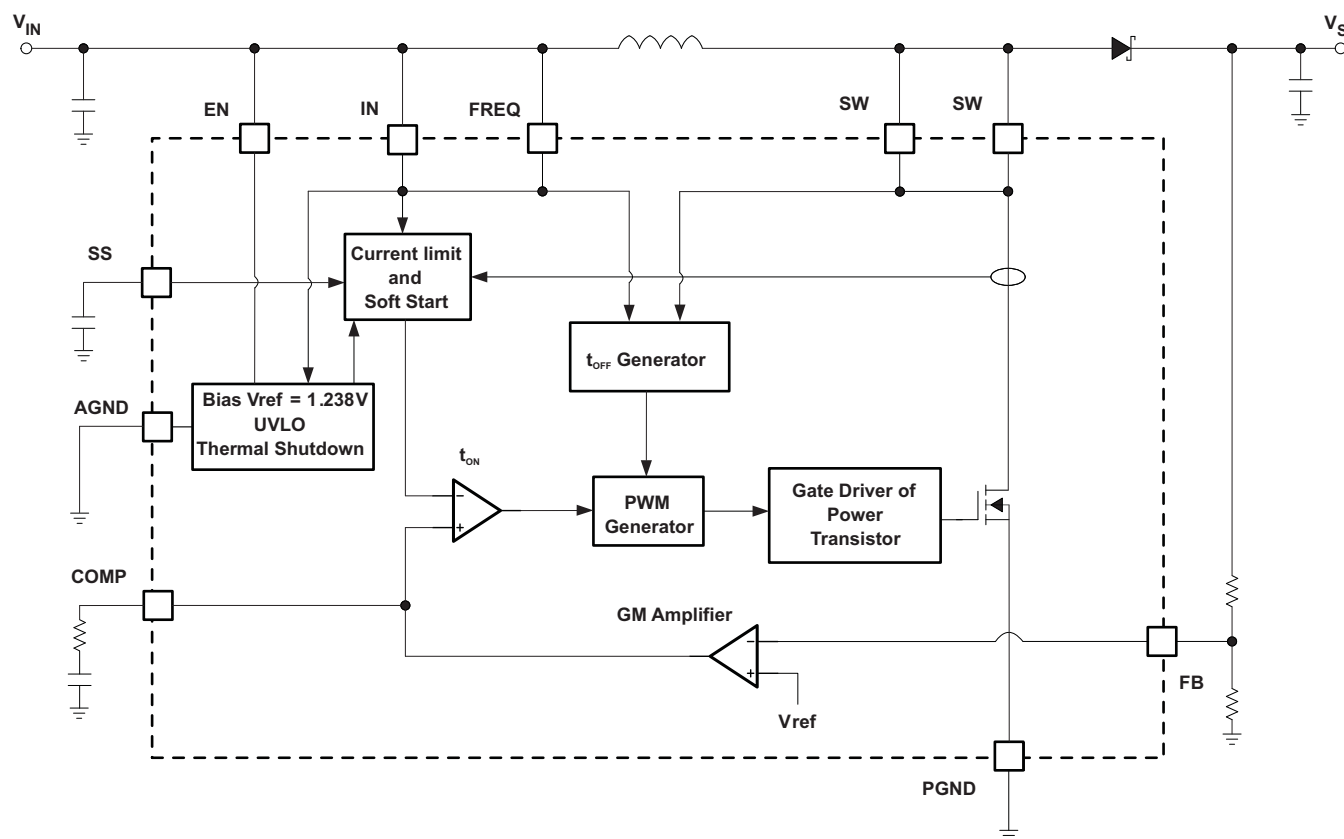 VIN
VS
EN
IN
FREQ
SW
SW
SS
Current limit
and
Soft Start
tOFF Generator
AGND
Bias Vref = 1.238V
UVLO
Thermal Shutdown
tON
−
+
PWM
Generator
Gate Driver of
Power
Transistor
COMP
GM Amplifier
−
+
Vref
FB
PGND